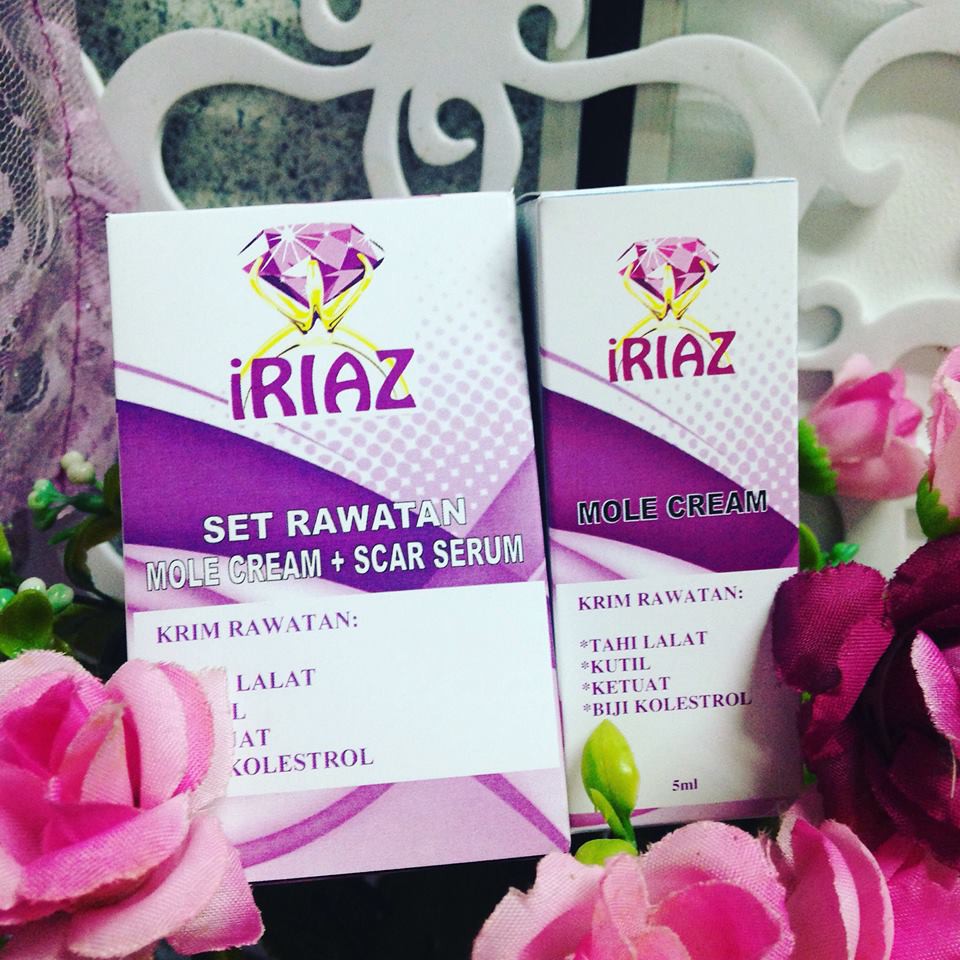 iRIAZ
SET RAWATAN
MOLE CREAM + SCAR SERUM
KRIM RAWATAN:
LALAT
KOLESTROL
iRIAZ
MOLE CREAM
KRIM RAWATAN:
*TAHI LALAT
*KUTIL
*KETUAT
*BIJI KOLESTROL
5ml